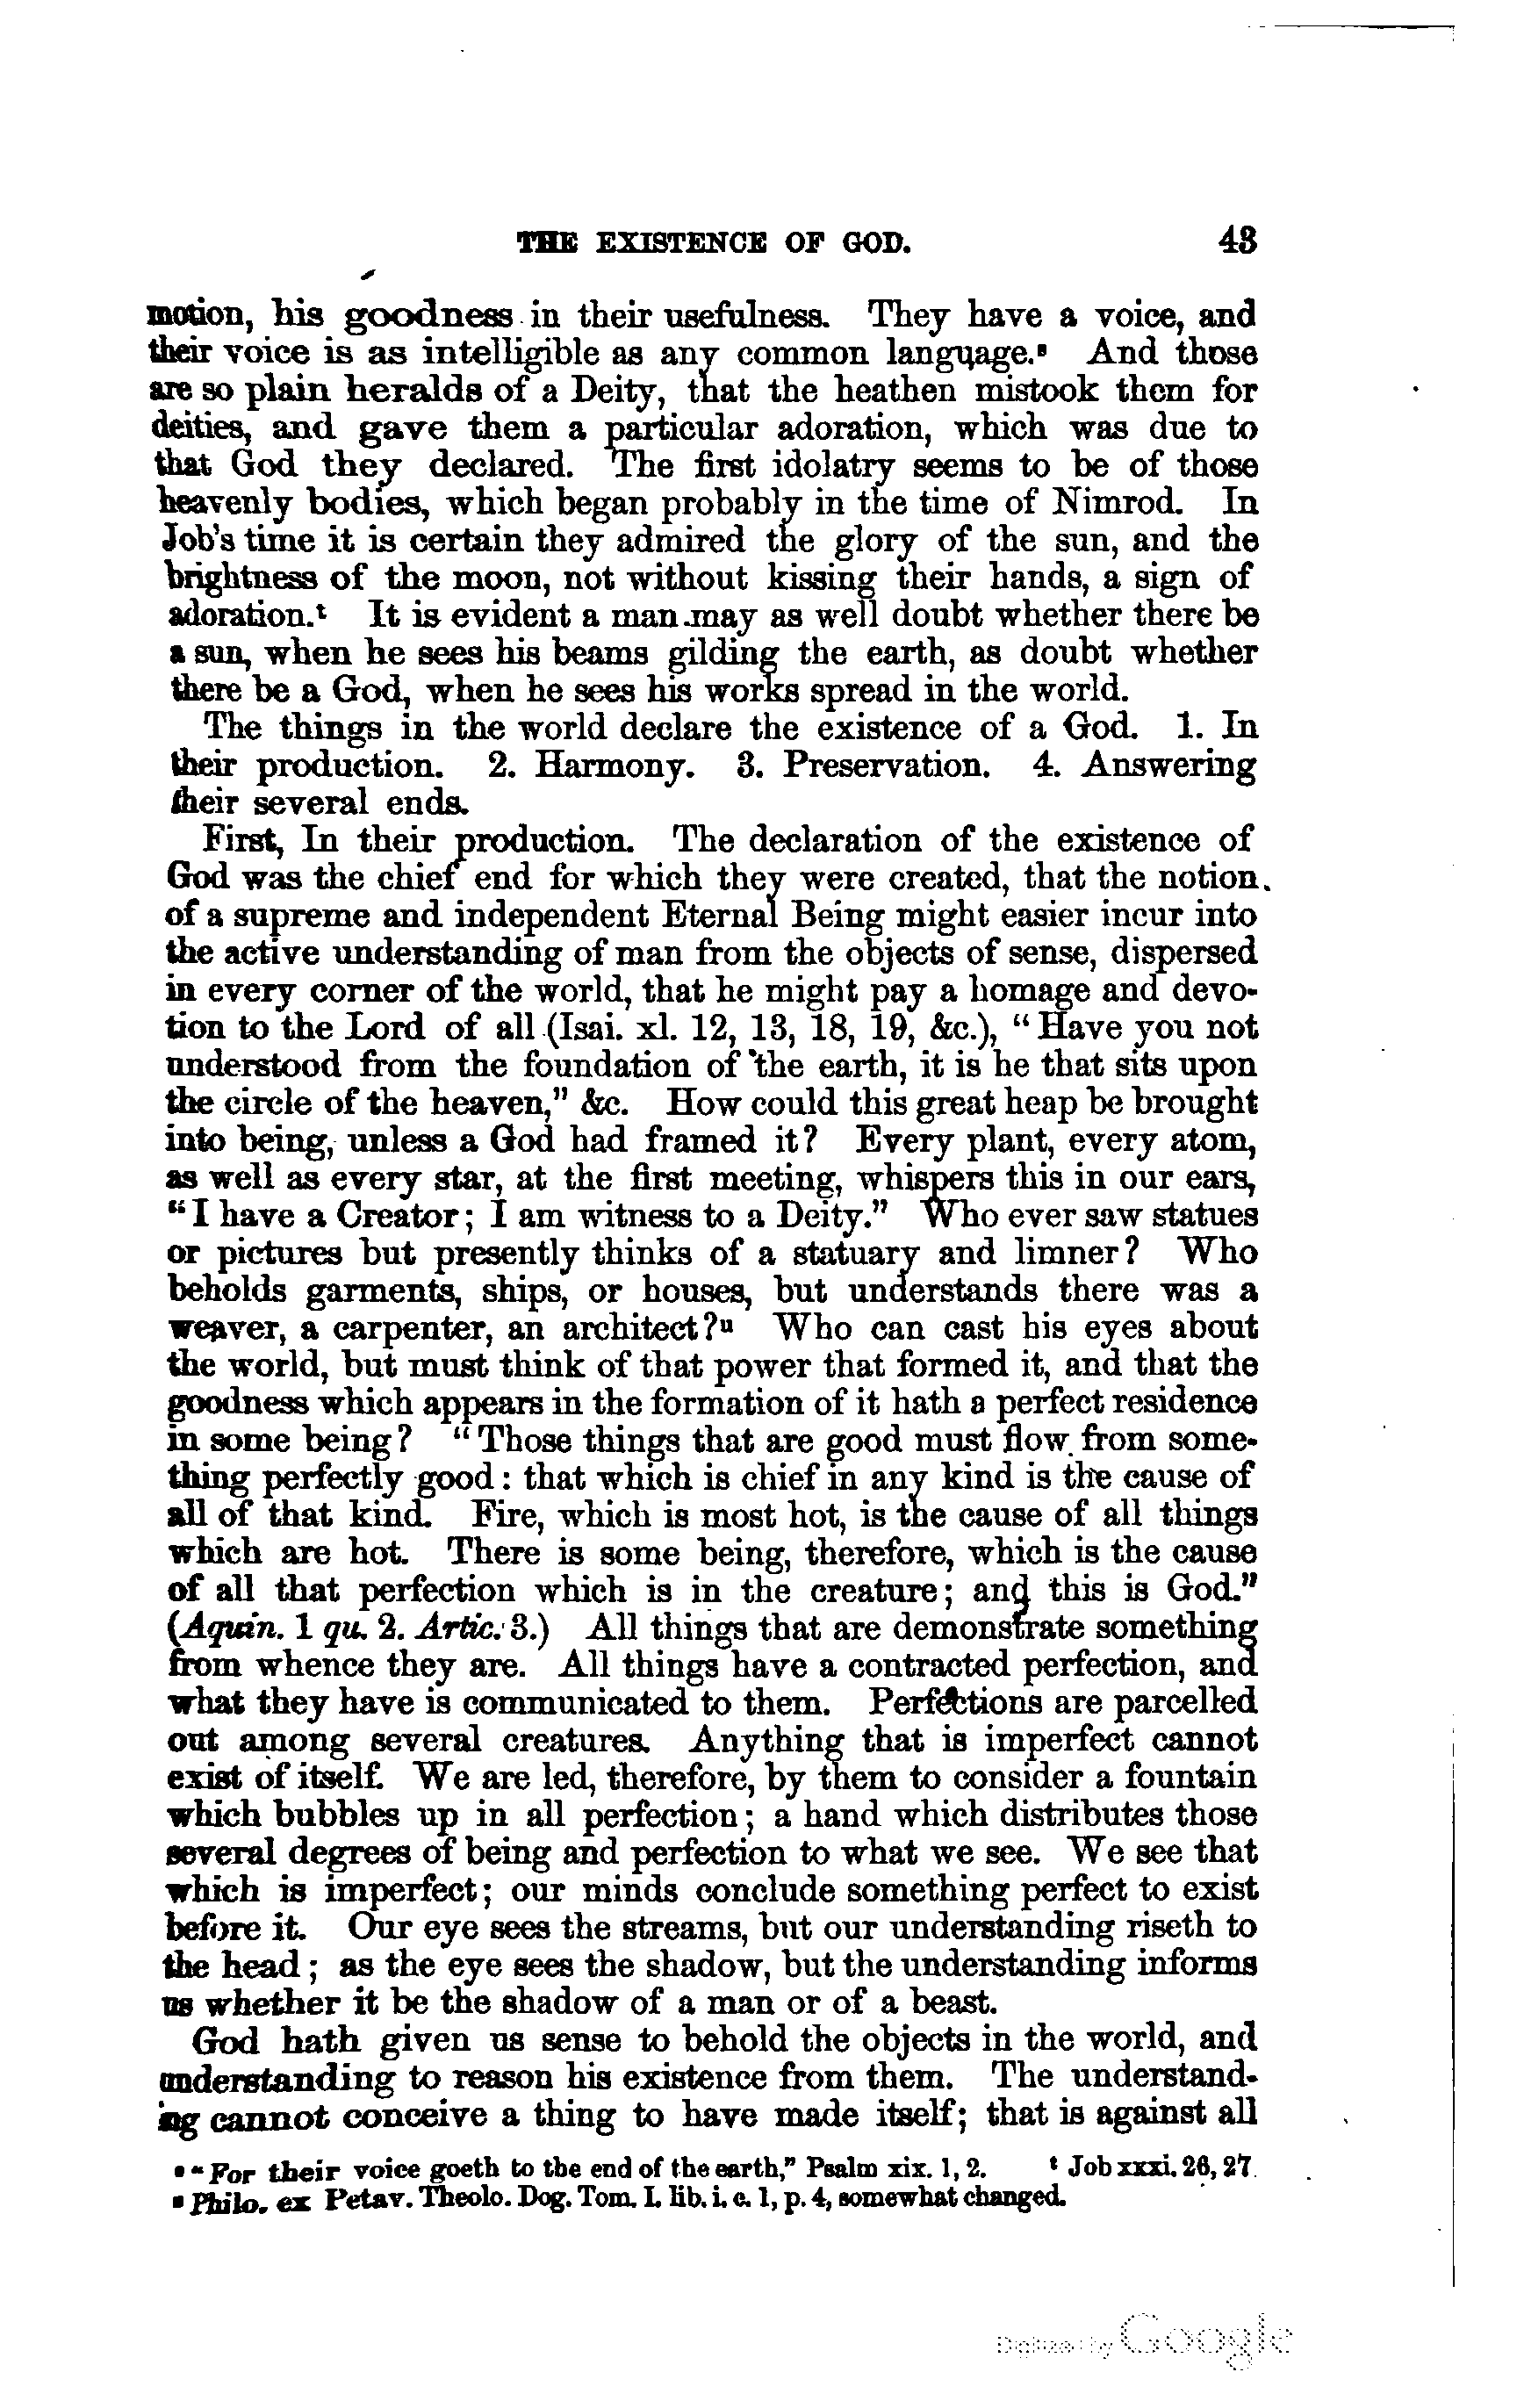 THE EXISTENCE OF GOD. 43
motion, his goodness in their usefulness. They have a voice, and
their voice is as intelligible as any common language.ˢ And those
are so plain heralds of a Deity, that the heathen mistook them for
deities, and gave them a particular adoration, which was due to
that God they declared. The first idolatry seems to be of those
heavenly bodies, which began probably in the time of Nimrod. In
Job's time it is certain they admired the glory of the sun, and the
brightness of the moon, not without kissing their hands, a sign of
adoration.ᵗ It is evident a man may as well doubt whether there be
a sun, when he sees his beams gilding the earth, as doubt whether
there be a God, when he sees his works spread in the world.
The things in the world declare the existence of a God. 1. In
their production. 2. Harmony. 3. Preservation. 4. Answering
their several ends.
First, In their production. The declaration of the existence of
God was the chief end for which they were created, that the notion
of a supreme and independent Eternal Being might easier incur into
the active understanding of man from the objects of sense, dispersed
in every corner of the world, that he might pay a homage and devo-
tion to the Lord of all (Isai. xl. 12, 13, 18, 19, &c.), "Have you not
understood from the foundation of the earth, it is he that sits upon
the circle of the heaven," &c. How could this great heap be brought
into being, unless a God had framed it? Every plant, every atom,
as well as every star, at the first meeting, whispers this in our ears,
"I have a Creator; I am witness to a Deity." Who ever saw statues
or pictures but presently thinks of a statuary and limner? Who
beholds garments, ships, or houses, but understands there was a
weaver, a carpenter, an architect?ᵘ Who can cast his eyes about
the world, but must think of that power that formed it, and that the
goodness which appears in the formation of it hath a perfect residence
in some being? "Those things that are good must flow from some-
thing perfectly good: that which is chief in any kind is the cause of
all of that kind. Fire, which is most hot, is the cause of all things
which are hot. There is some being, therefore, which is the cause
of all that perfection which is in the creature; and this is God."
(Aquin. 1 qu. 2. Artic. 3.) All things that are demonstrate something
from whence they are. All things have a contracted perfection, and
what they have is communicated to them. Perfections are parcelled
out among several creatures. Anything that is imperfect cannot
exist of itself. We are led, therefore, by them to consider a fountain
which bubbles up in all perfection; a hand which distributes those
several degrees of being and perfection to what we see. We see that
which is imperfect; our minds conclude something perfect to exist
before it. Our eye sees the streams, but our understanding riseth to
the head; as the eye sees the shadow, but the understanding informs
us whether it be the shadow of a man or of a beast.
God hath given us sense to behold the objects in the world, and
understanding to reason his existence from them. The understand-
ing cannot conceive a thing to have made itself; that is against all
ˢ "For their voice goeth to the end of the earth," Psalm xix. 1, 2. ᵗ Job xxxi. 26, 27.
ᵘ Philo. ex Petav. Theolo. Dog. Tom. I. lib. i. c. 1, p. 4, somewhat changed.
Digitized by Google